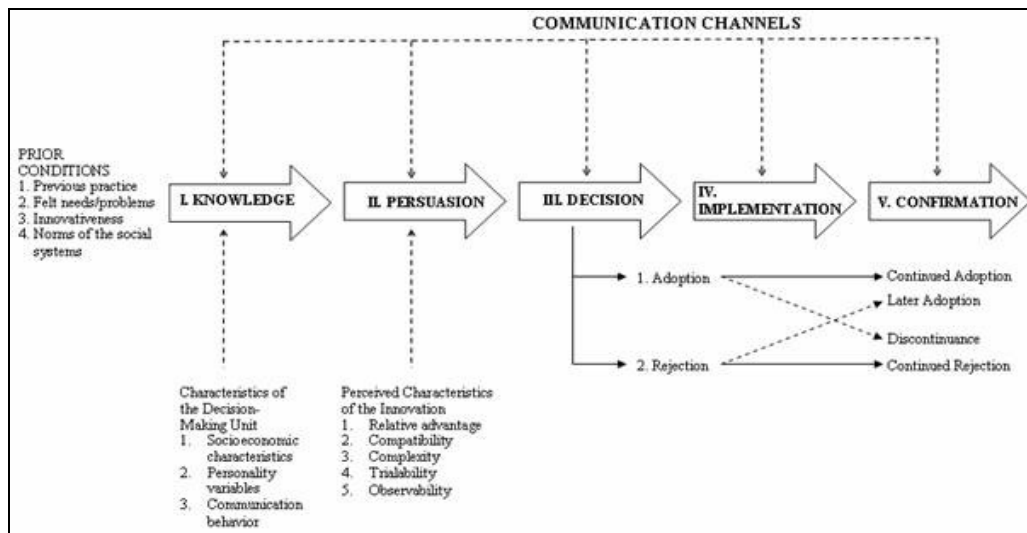 COMMUNICATION CHANNELS
PRIOR
CONDITIONS
1. Previous practice
2. Felt needs/problems
3. Innovativeness
4. Norms of the social
systems
I. KNOWLEDGE
II. PERSUASION
III. DECISION
IV.
IMPLEMENTATION
V. CONFIRMATION
1. Adoption
Continued Adoption
Later Adoption
Discontinuance
2. Rejection
Continued Rejection
Characteristics of
the Decision-
Making Unit
1. Socioeconomic
characteristics
2. Personality
variables
3. Communication
behavior
Perceived Characteristics
of the Innovation
1. Relative advantage
2. Compatibility
3. Complexity
4. Trialability
5. Observability